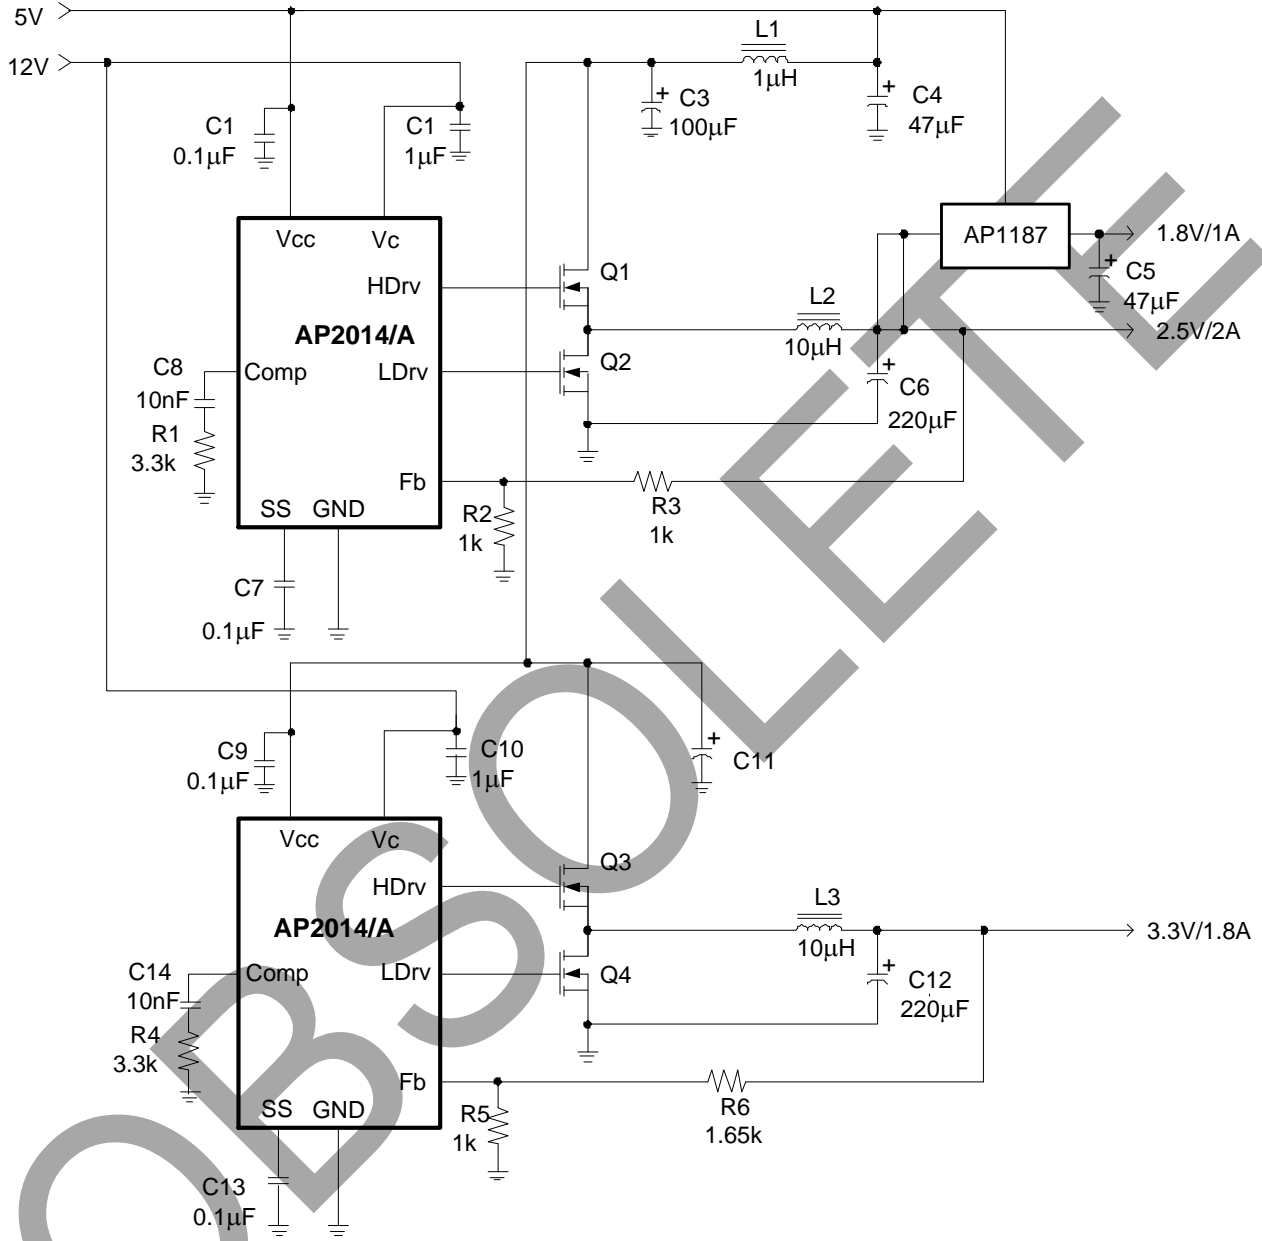 5V
12V
L1
1μH
C3
100μF
C4
47μF
C1
0.1μF
C1
1μF
Vcc
Vc
HDrv
AP2014/A
Comp
LDrv
Fb
SS
GND
C8
10nF
R1
3.3k
C7
0.1μF
Q1
Q2
L2
10μH
AP1187
1.8V/1A
C5
47μF
2.5V/2A
C6
220μF
R2
1k
R3
1k
C9
0.1μF
C10
1μF
C11
Vcc
Vc
HDrv
AP2014/A
Comp
LDrv
Fb
SS
GND
C14
10nF
R4
3.3k
C13
0.1μF
Q3
Q4
L3
10μH
3.3V/1.8A
C12
220μF
R5
1k
R6
1.65k
OBSOLETE